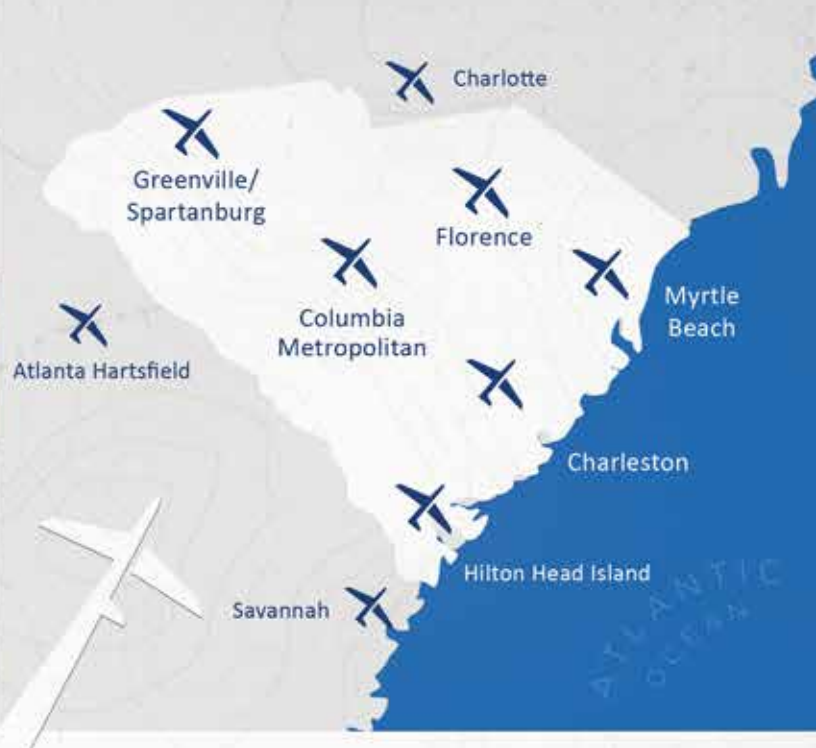 Charlotte
Greenville/
Spartanburg
Florence
Columbia
Metropolitan
Myrtle
Beach
Atlanta Hartsfield
Charleston
Hilton Head Island
Savannah
ATLANTIC
OCEAN